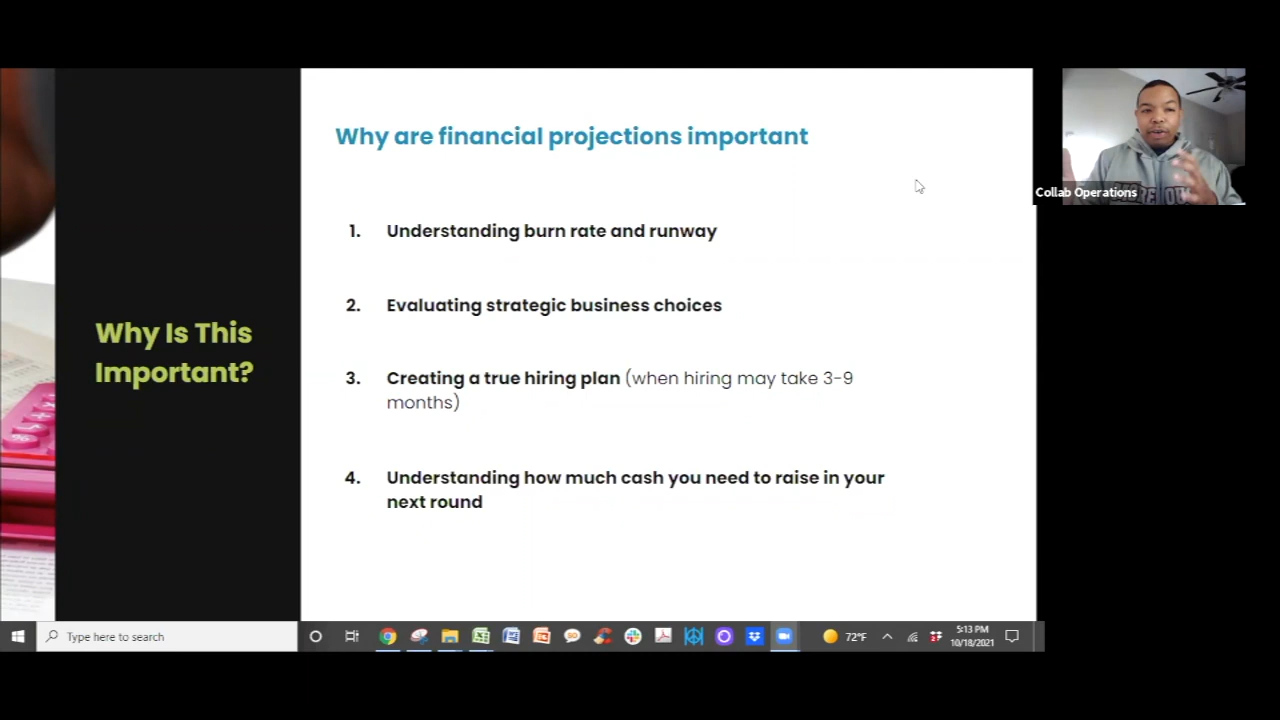 Why are financial projections important
Collab Operations
1. Understanding burn rate and runway
2. Evaluating strategic business choices
Why Is This
Important?
3. Creating a true hiring plan (when hiring may take 3-9
months)
4. Understanding how much cash you need to raise in your
next round
Type here to search
72°F
5:13 PM
10/18/2021